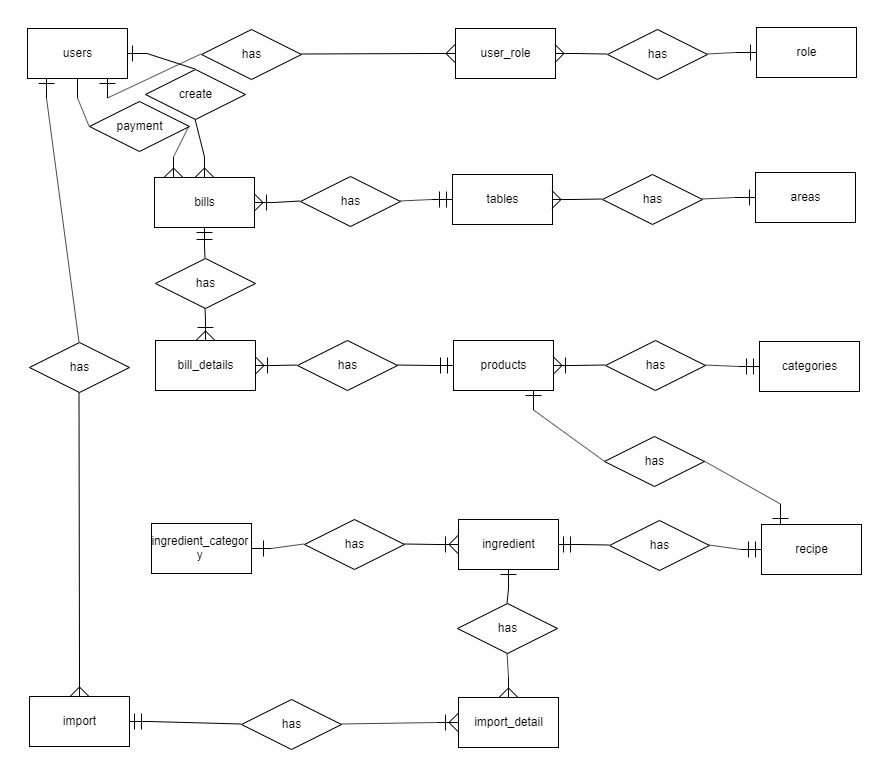 users
has
user_role
has
role
create
payment
bills
has
tables
has
areas
has
bill_details
has
products
has
categories
has
has
ingredient_categor
y
has
ingredient
has
recipe
has
import
has
import_detail